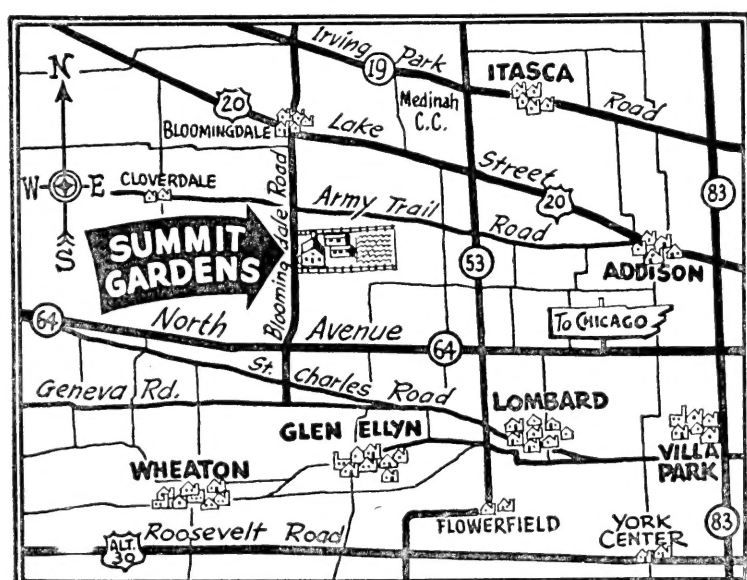 Irving Park Road
19
ITASCA
N
20
BLOOMINGDALE
Medinah
C.C.
Lake Street
20
83
W E
S
CLOVERDALE
Army Trail Road
Bloomingdale Road
SUMMIT
GARDENS
53
ADDISON
To CHICAGO
64
North Avenue
64
St. Charles Road
Geneva Rd.
LOMBARD
GLEN ELLYN
VILLA
PARK
WHEATON
FLOWERFIELD
YORK
CENTER
83
ALT.
30
Roosevelt Road